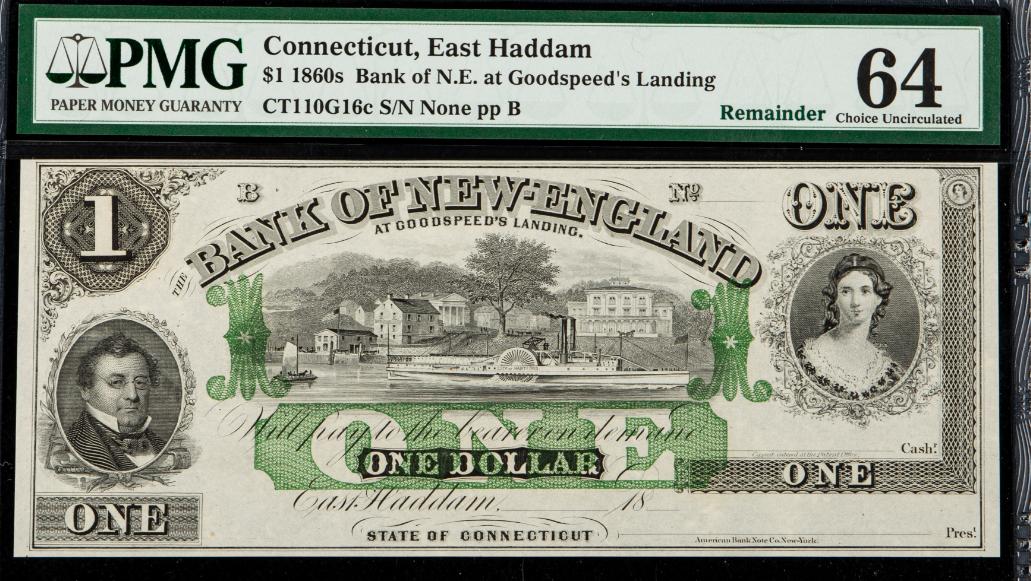 PMG
PAPER MONEY GUARANTY
Connecticut, East Haddam
$1 1860s Bank of N.E. at Goodspeed's Landing
CT110G16c S/N None pp B
Remainder
64
Choice Uncirculated
1
B
No
ONE
THE BANK OF NEW-ENGLAND
AT GOODSPEED'S LANDING.
1
1
Will pay to the bearer on demand
ONE
ONE DOLLAR
East Haddam, 18
Cash.r
ONE
ONE
STATE OF CONNECTICUT
American Bank Note Co. New-York.
Pres.t